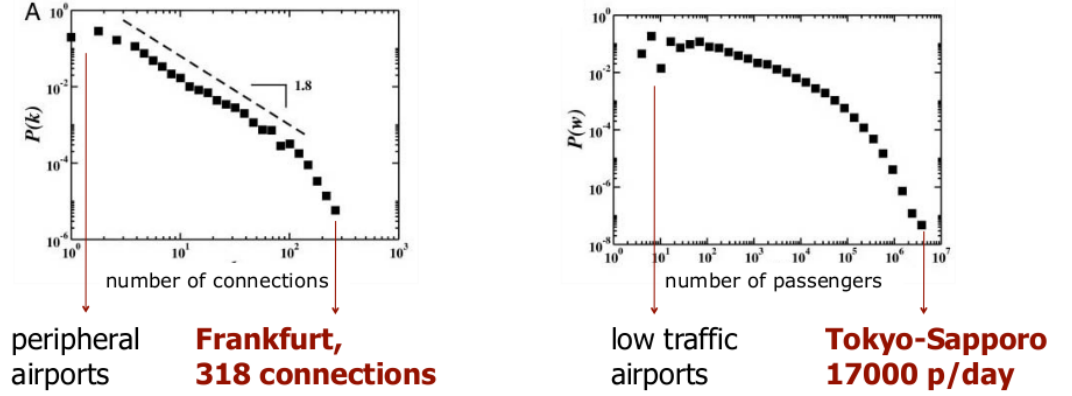 A
10^0
10^-2
10^-4
10^-6
P(k)
1.8
10^0 10^1 10^2 10^3
number of connections
peripheral
airports
Frankfurt,
318 connections
10^0
10^-2
10^-4
10^-6
10^-8
P(w)
10^0 10^1 10^2 10^3 10^4 10^5 10^6 10^7
number of passengers
low traffic
airports
Tokyo-Sapporo
17000 p/day